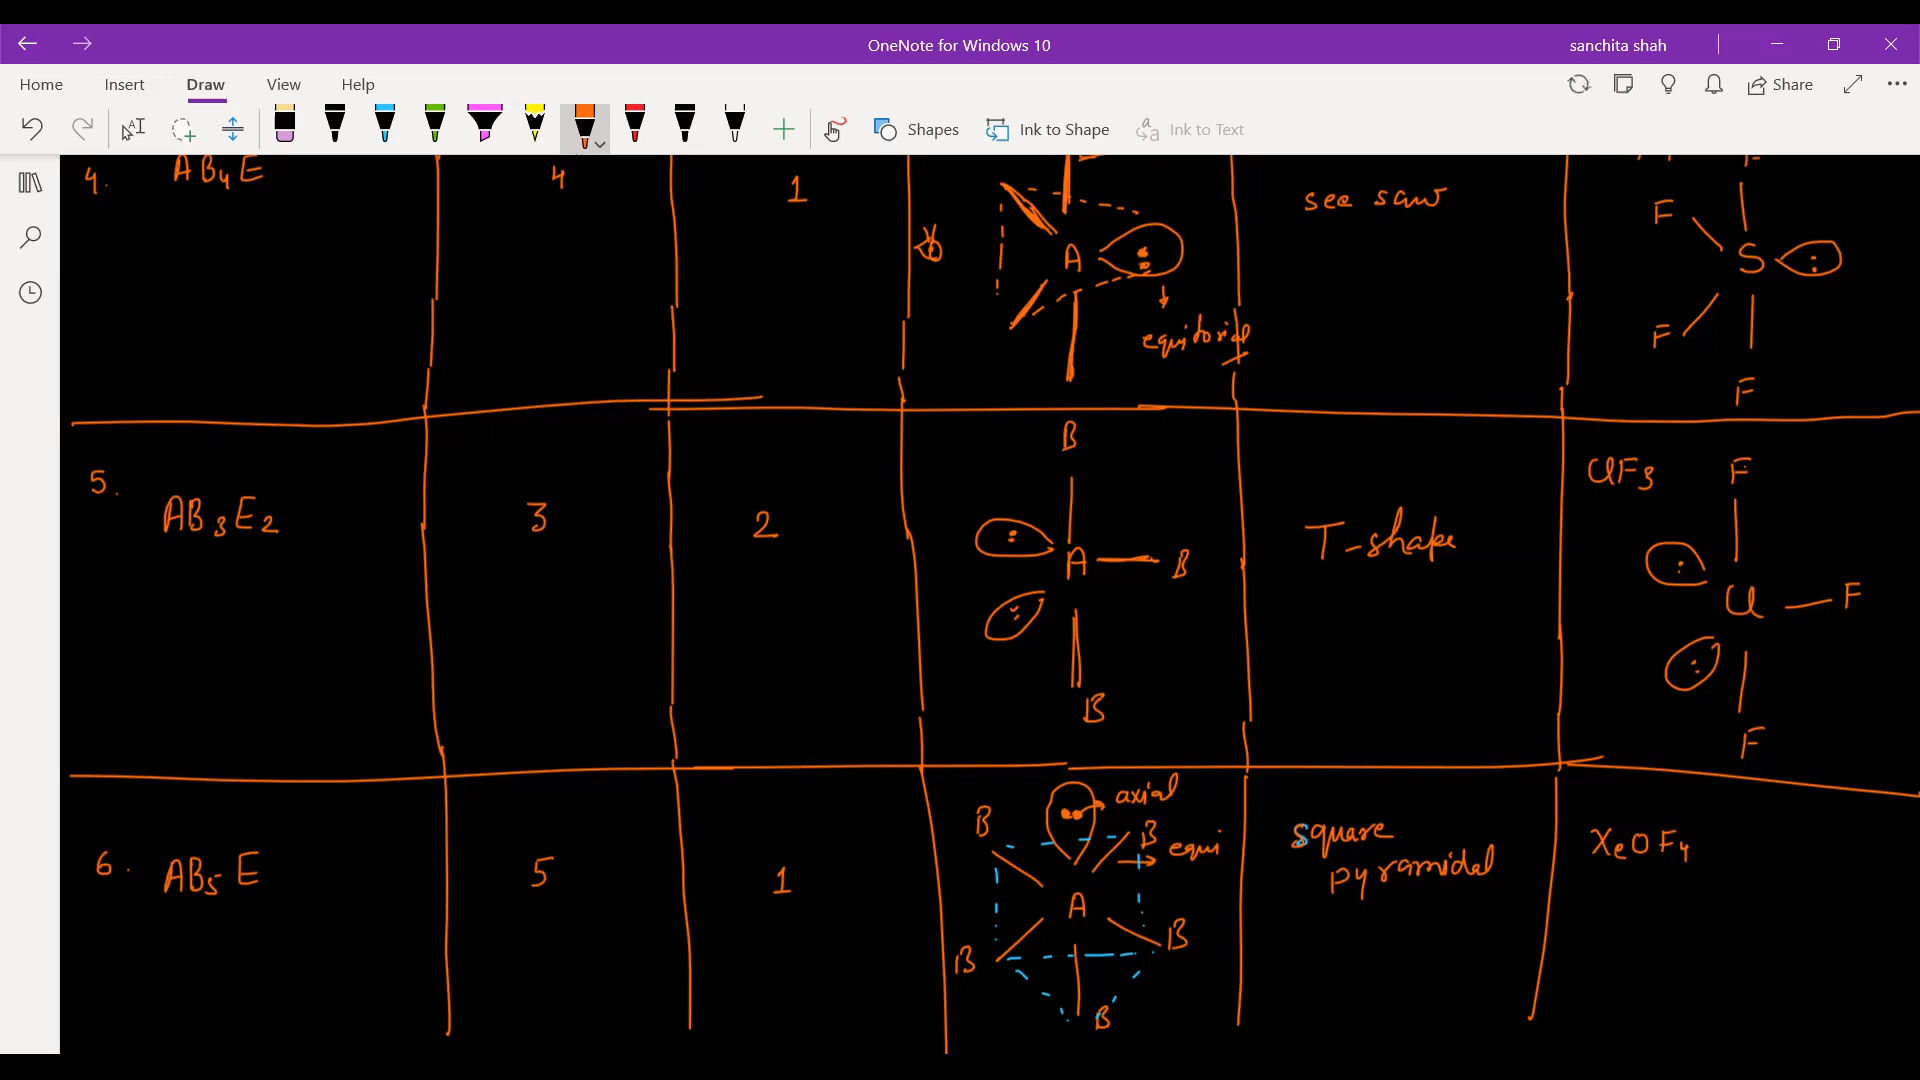 OneNote for Windows 10
sanchita shah
Home Insert Draw View Help
Share
Shapes
Ink to Shape
Ink to Text
4. AB4E 4 1
A
equitorial
see saw
F
F
S
F
F
5. AB3E2 3 2
B
A B
B
T-shape
ClF3
F
Cl F
F
6. AB5E 5 1
axial
B B
equi
A
B B
B
square
pyramidal
XeOF4